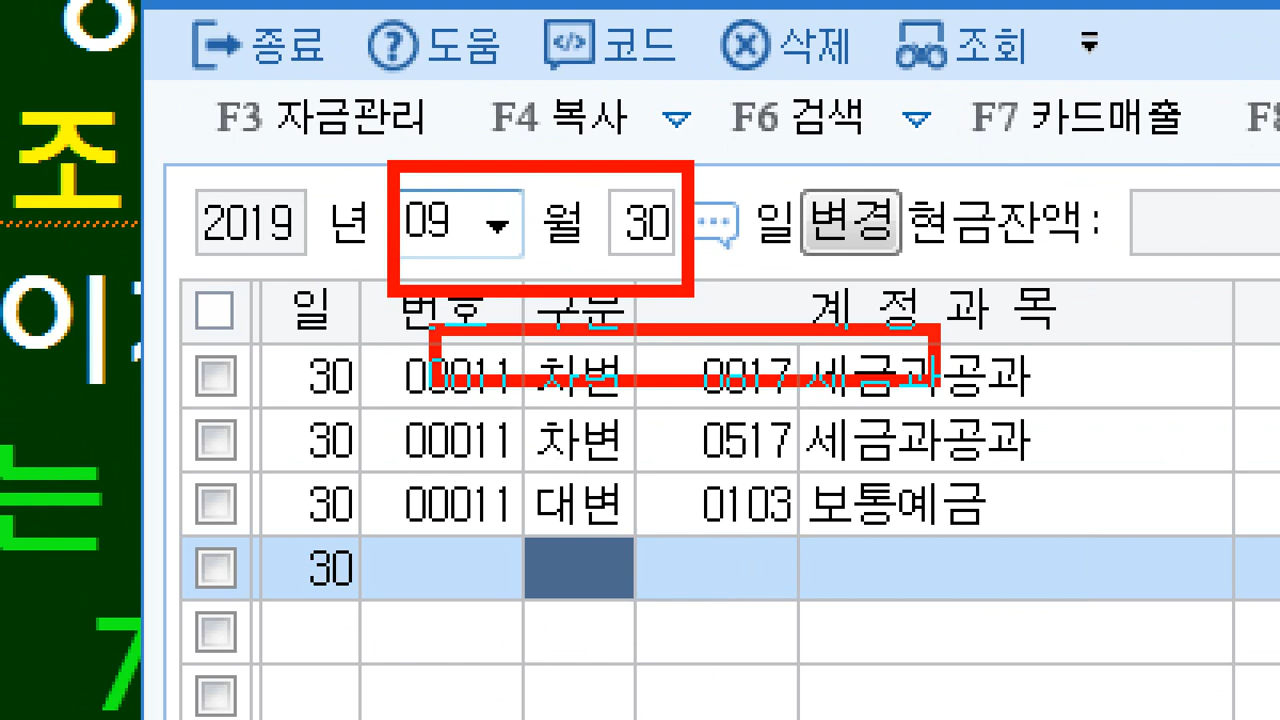 종료 도움 코드 삭제 조회
F3 자금관리 F4 복사 F6 검색 F7 카드매출
조
2019 년 09 월 30 일 변경 현금잔액:
이
일 번호 구분 계 정 과 목
30 00011 차변 0817 세금과공과
30 00011 차변 0517 세금과공과
는
30 00011 대변 0103 보통예금
30
7